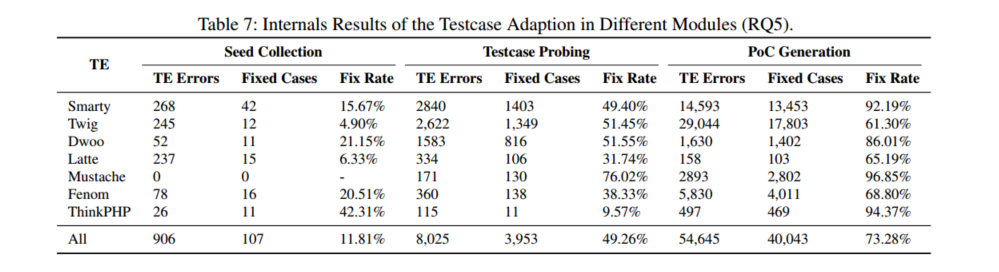 Table 7: Internals Results of the Testcase Adaption in Different Modules (RQ5).
TE Seed Collection Testcase Probing PoC Generation
TE Errors Fixed Cases Fix Rate TE Errors Fixed Cases Fix Rate TE Errors Fixed Cases Fix Rate
Smarty 268 42 15.67% 2840 1403 49.40% 14,593 13,453 92.19%
Twig 245 12 4.90% 2,622 1,349 51.45% 29,044 17,803 61.30%
Dwoo 52 11 21.15% 1583 816 51.55% 1,630 1,402 86.01%
Latte 237 15 6.33% 334 106 31.74% 158 103 65.19%
Mustache 0 0 - 171 130 76.02% 2893 2,802 96.85%
Fenom 78 16 20.51% 360 138 38.33% 5,830 4,011 68.80%
ThinkPHP 26 11 42.31% 115 11 9.57% 497 469 94.37%
All 906 107 11.81% 8,025 3,953 49.26% 54,645 40,043 73.28%